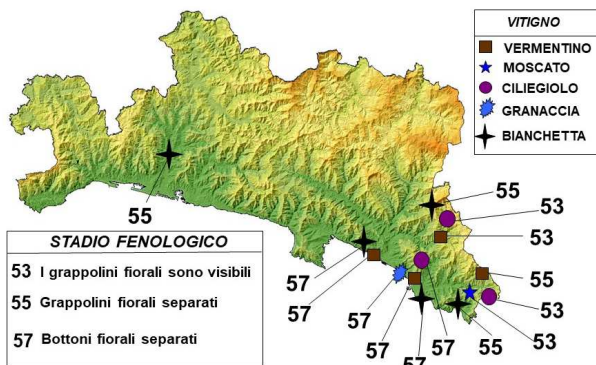 VITIGNO
VERMENTINO
MOSCATO
CILIEGIOLO
GRANACCIA
BIANCHETTA
55
55
53
53
STADIO FENOLOGICO
53 I grappolini fiorali sono visibili
55 Grappolini fiorali separati
57 Bottoni fiorali separati
57
57
57
57
57
57
55
53
53
55